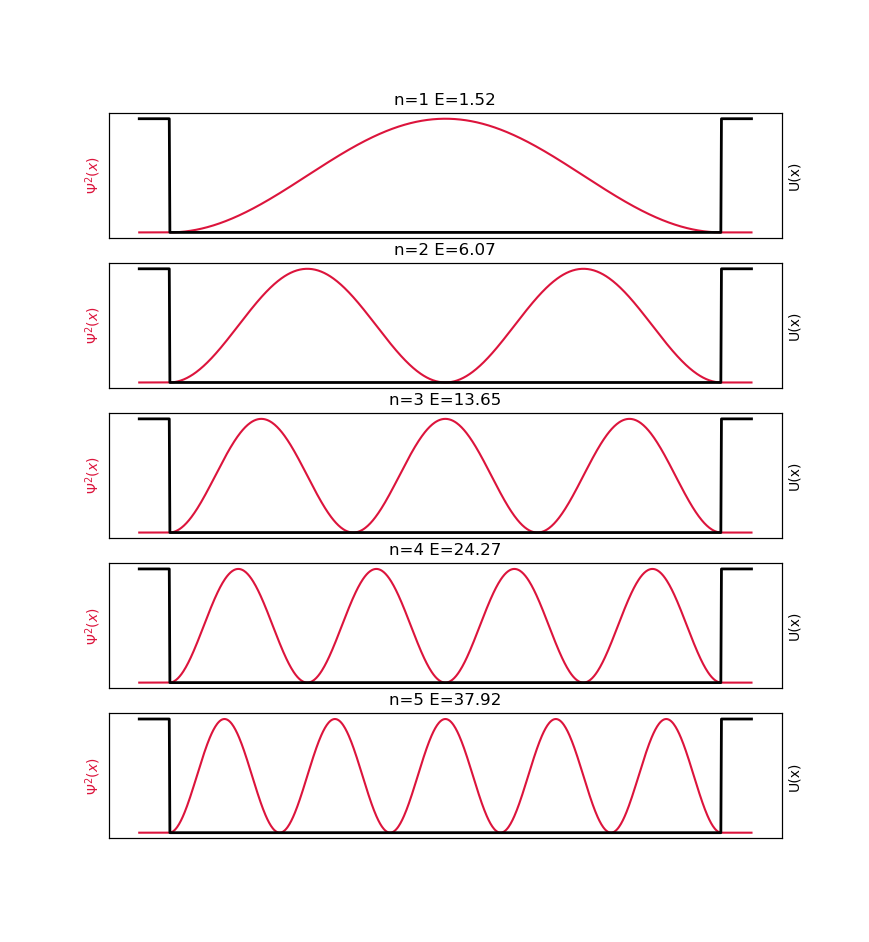 n=1 E=1.52
Ψ²(x)
U(x)
n=2 E=6.07
Ψ²(x)
U(x)
n=3 E=13.65
Ψ²(x)
U(x)
n=4 E=24.27
Ψ²(x)
U(x)
n=5 E=37.92
Ψ²(x)
U(x)